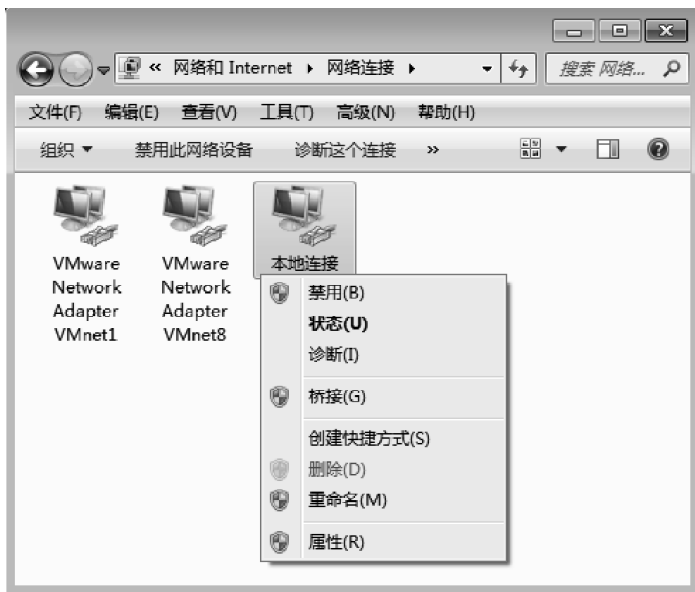 « 网络和 Internet ▸ 网络连接 ▸ 搜索 网络...
文件(F) 编辑(E) 查看(V) 工具(T) 高级(N) 帮助(H)
组织 ▼ 禁用此网络设备 诊断这个连接 »
VMware
Network
Adapter
VMnet1
VMware
Network
Adapter
VMnet8
本地连接
禁用(B)
状态(U)
诊断(I)
桥接(G)
创建快捷方式(S)
删除(D)
重命名(M)
属性(R)